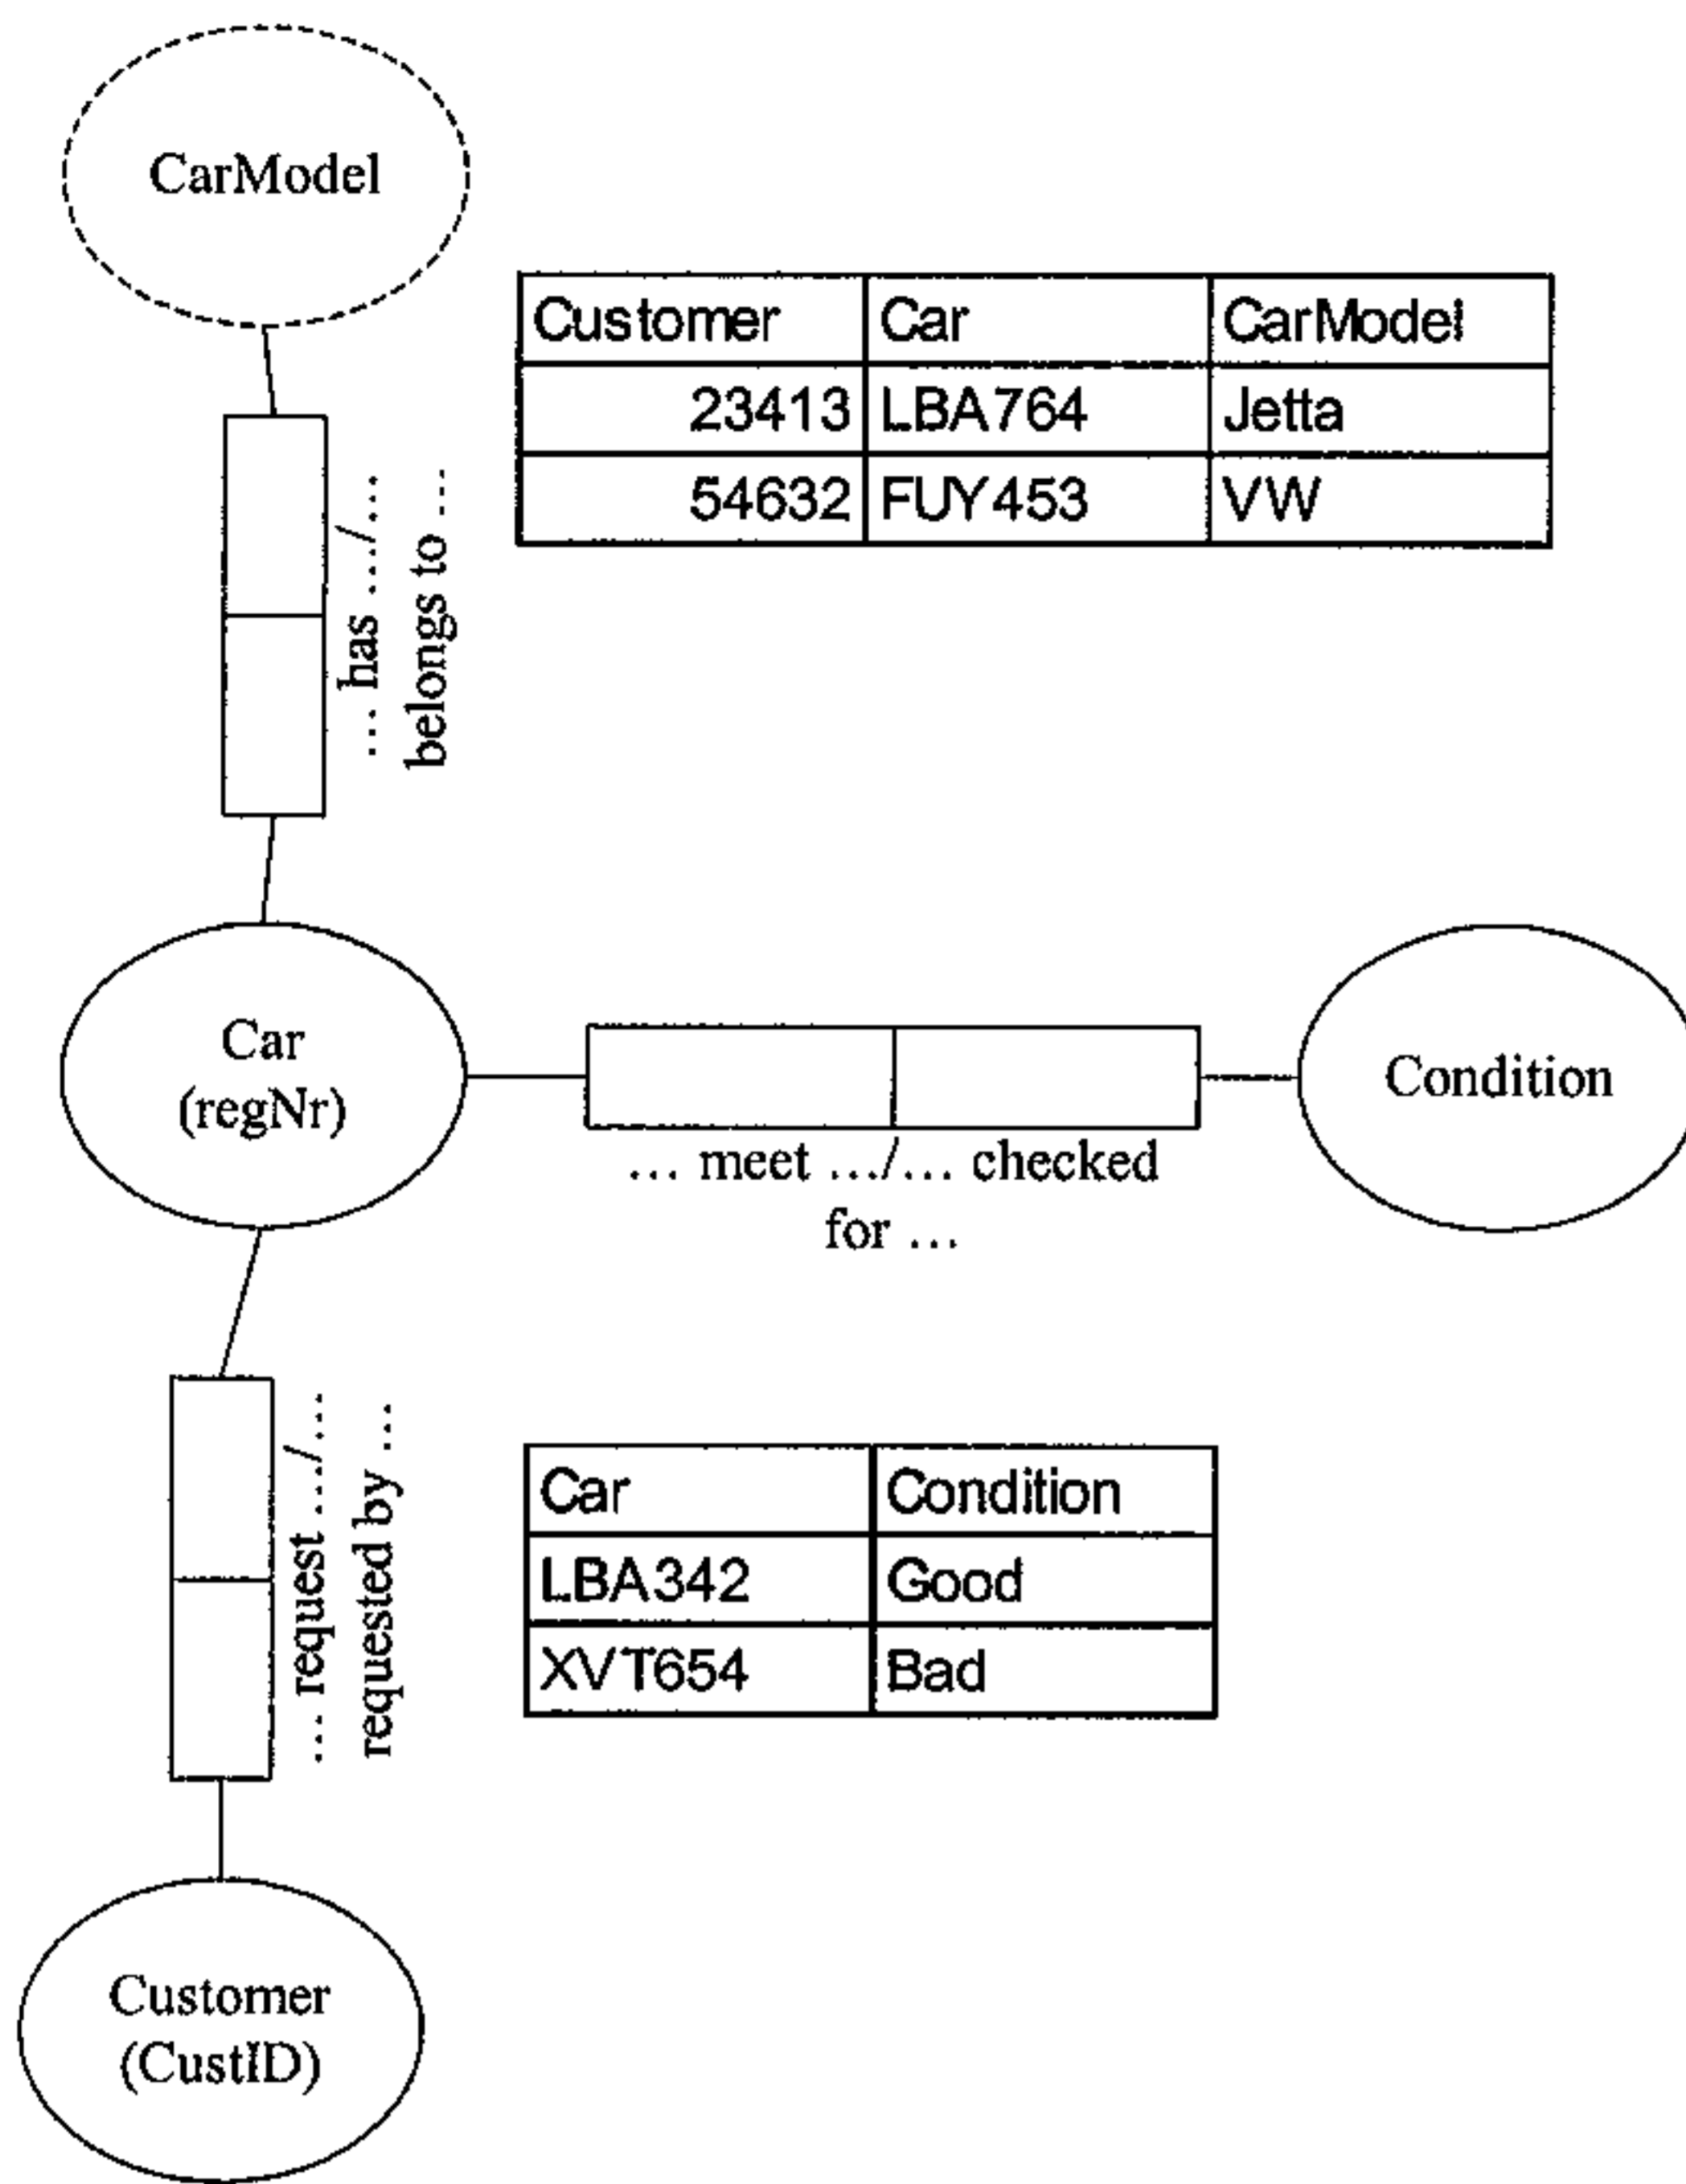 CarModel
Customer Car CarModel
23413 LBA764 Jetta
54632 FUY453 VW
… has …/…
belongs to …
Car
(regNr)
… meet …/… checked
for …
Condition
… request …/…
requested by …
Car Condition
LBA342 Good
XVT654 Bad
Customer
(CustID)